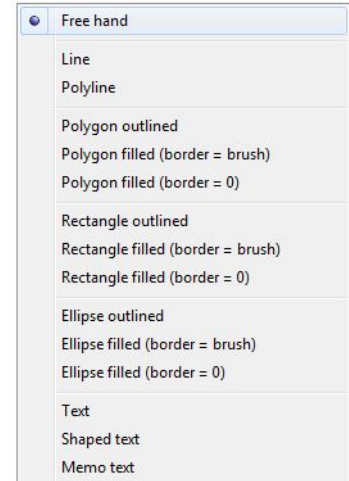 Free hand
Line
Polyline
Polygon outlined
Polygon filled (border = brush)
Polygon filled (border = 0)
Rectangle outlined
Rectangle filled (border = brush)
Rectangle filled (border = 0)
Ellipse outlined
Ellipse filled (border = brush)
Ellipse filled (border = 0)
Text
Shaped text
Memo text